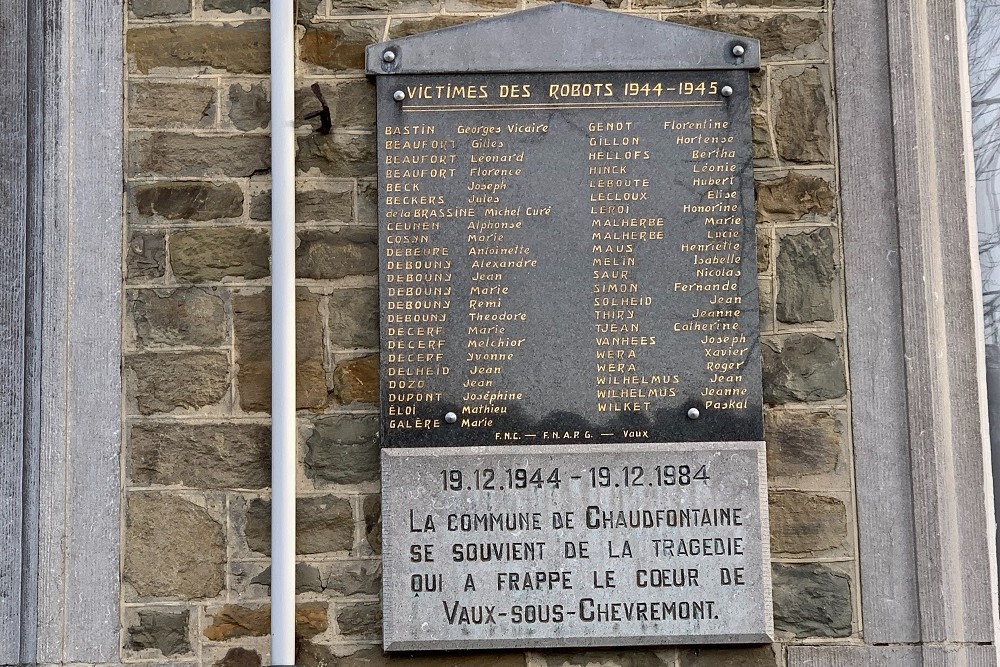 VICTIMES DES ROBOTS 1944-1945
BASTIN Georges Vicaire
BEAUFORT Gilles
BEAUFORT Léonard
BEAUFORT Florence
BECK Joseph
BECKERS Jules
de la BRASSINE Michel Curé
CEUNEN Alphonse
COSYN Marie
DEBEURE Antoinette
DEBOUNY Alexandre
DEBOUNY Jean
DEBOUNY Marie
DEBOUNY Remi
DEBOUNY Theodore
DECERF Marie
DECERF Melchior
DECERF Yvonne
DELHEID Jean
DOZO Jean
DUPONT Joséphine
ÉLOI Mathieu
GALÈRE Marie
GENOT Florentine
GILLON Hortense
HELLOFS Bertha
HINCK Léonie
LEBOUTE Hubert
LECLOUX Elise
LEROI Honorine
MALHERBE Marie
MALHERBE Lucie
MAUS Henriette
MELIN Isabelle
SAUR Nicolas
SIMON Fernande
SOLHEID Jean
THIRY Jeanne
TJEAN Catherine
VANHEES Joseph
WERA Xavier
WERA Roger
WILHELMUS Jean
WILHELMUS Jeanne
WILKET Paskal
F.N.C. — F.N.A.P.G. — Vaux
19.12.1944 - 19.12.1984
LA COMMUNE DE CHAUDFONTAINE
SE SOUVIENT DE LA TRAGEDIE
QUI A FRAPPE LE CŒUR DE
VAUX-SOUS-CHEVREMONT.